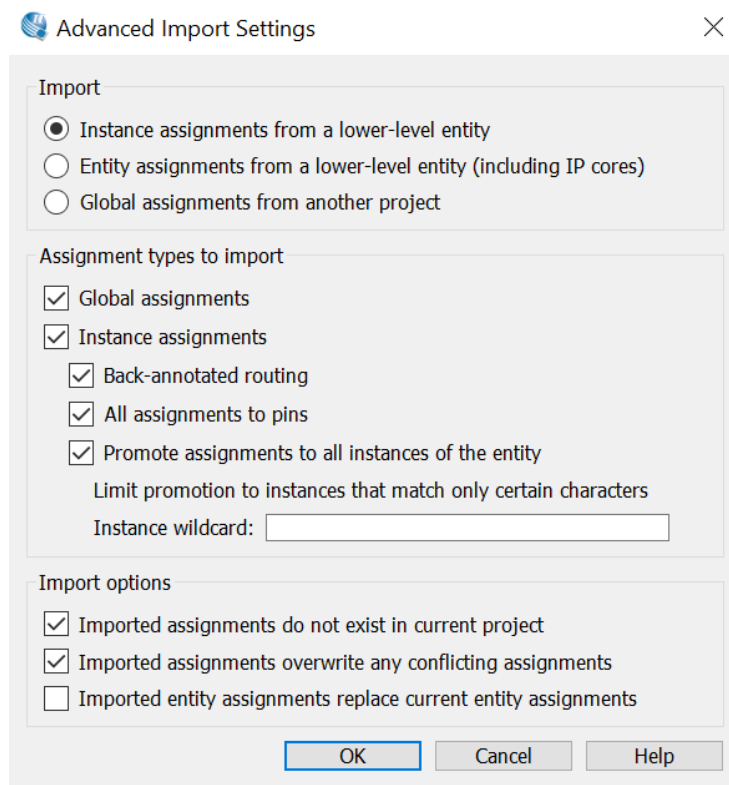 Advanced Import Settings
Import
Instance assignments from a lower-level entity
Entity assignments from a lower-level entity (including IP cores)
Global assignments from another project
Assignment types to import
Global assignments
Instance assignments
Back-annotated routing
All assignments to pins
Promote assignments to all instances of the entity
Limit promotion to instances that match only certain characters
Instance wildcard:
Import options
Imported assignments do not exist in current project
Imported assignments overwrite any conflicting assignments
Imported entity assignments replace current entity assignments
OK Cancel Help